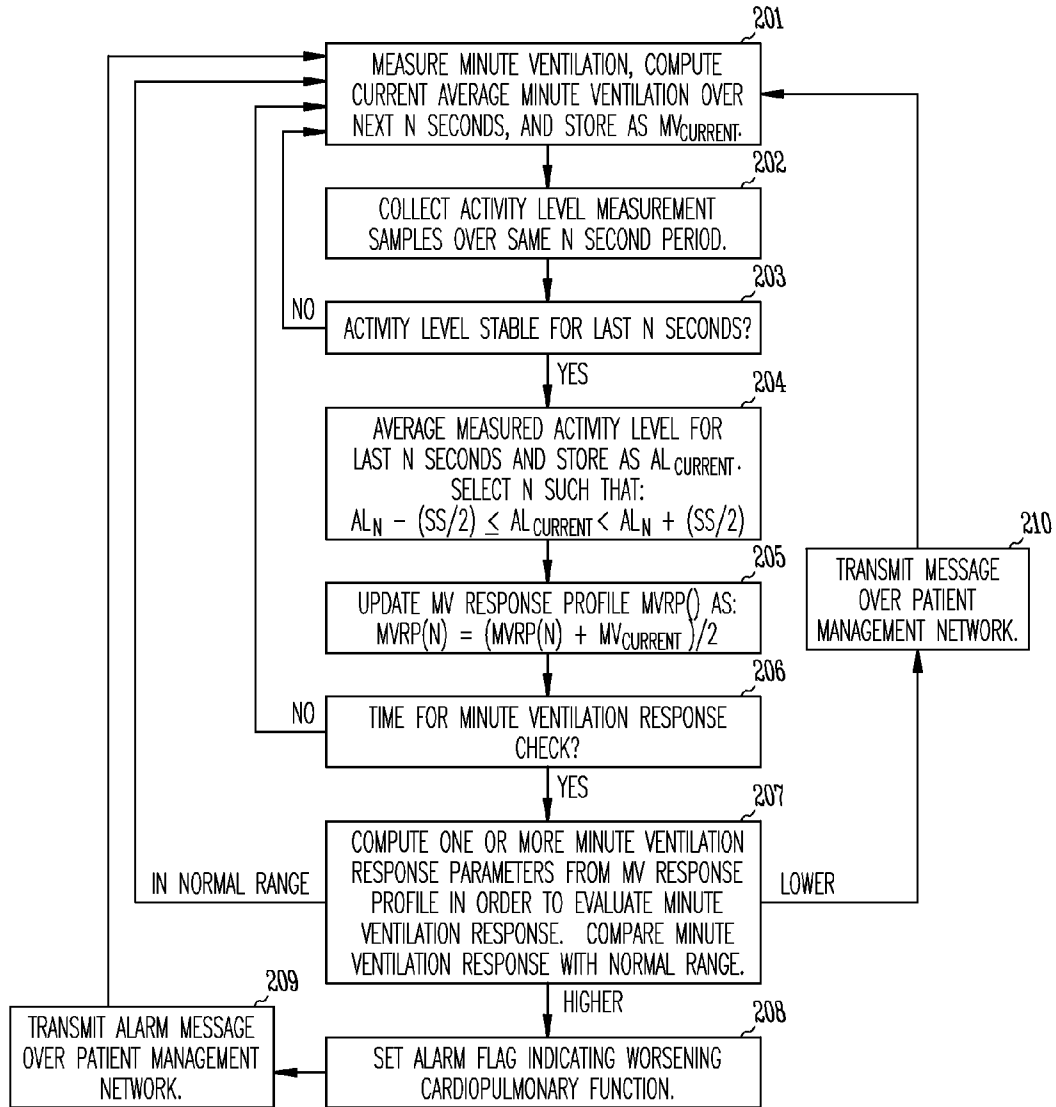 201
MEASURE MINUTE VENTILATION, COMPUTE
CURRENT AVERAGE MINUTE VENTILATION OVER
NEXT N SECONDS, AND STORE AS MVCURRENT.
202
COLLECT ACTIVITY LEVEL MEASUREMENT
SAMPLES OVER SAME N SECOND PERIOD.
203
NO
ACTIVITY LEVEL STABLE FOR LAST N SECONDS?
YES
204
AVERAGE MEASURED ACTIVITY LEVEL FOR
LAST N SECONDS AND STORE AS ALCURRENT.
SELECT N SUCH THAT:
ALN – (SS/2) ≤ ALCURRENT < ALN + (SS/2)
205
UPDATE MV RESPONSE PROFILE MVRP() AS:
MVRP(N) = (MVRP(N) + MVCURRENT)/2
210
TRANSMIT MESSAGE
OVER PATIENT
MANAGEMENT NETWORK.
206
NO
TIME FOR MINUTE VENTILATION RESPONSE
CHECK?
YES
207
COMPUTE ONE OR MORE MINUTE VENTILATION
RESPONSE PARAMETERS FROM MV RESPONSE
PROFILE IN ORDER TO EVALUATE MINUTE
VENTILATION RESPONSE. COMPARE MINUTE
VENTILATION RESPONSE WITH NORMAL RANGE.
IN NORMAL RANGE
LOWER
HIGHER
208
SET ALARM FLAG INDICATING WORSENING
CARDIOPULMONARY FUNCTION.
209
TRANSMIT ALARM MESSAGE
OVER PATIENT MANAGEMENT
NETWORK.